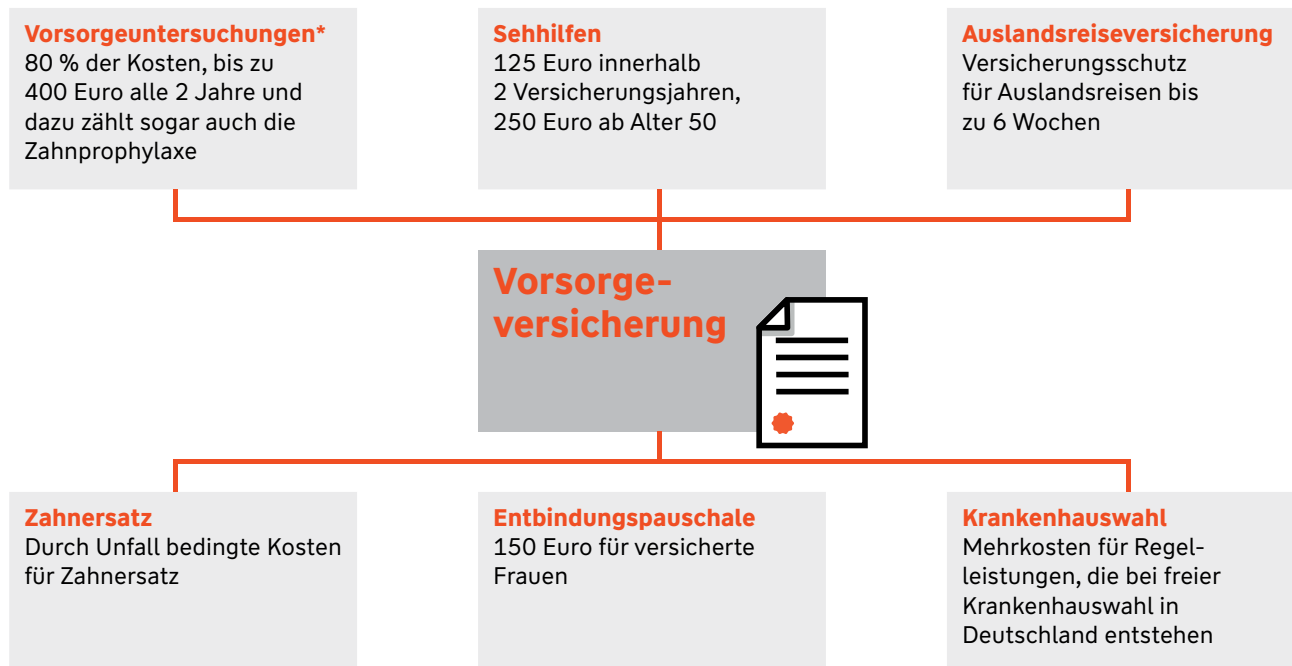 Vorsorgeuntersuchungen*
80 % der Kosten, bis zu
400 Euro alle 2 Jahre und
dazu zählt sogar auch die
Zahnprophylaxe
Sehhilfen
125 Euro innerhalb
2 Versicherungsjahren,
250 Euro ab Alter 50
Auslandsreiseversicherung
Versicherungsschutz
für Auslandsreisen bis
zu 6 Wochen
Vorsorge-
versicherung
Zahnersatz
Durch Unfall bedingte Kosten
für Zahnersatz
Entbindungspauschale
150 Euro für versicherte
Frauen
Krankenhauswahl
Mehrkosten für Regel-
leistungen, die bei freier
Krankenhauswahl in
Deutschland entstehen